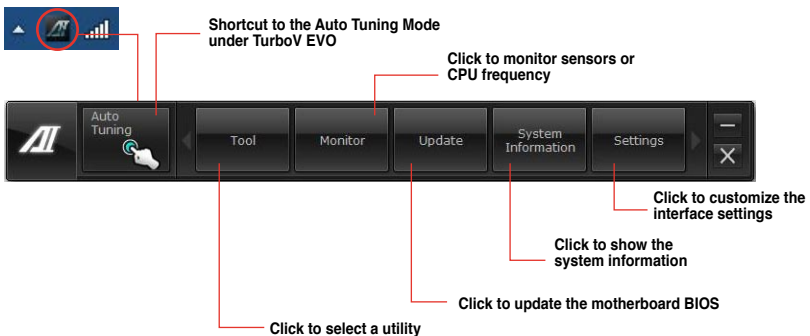 Shortcut to the Auto Tuning Mode
under TurboV EVO
Click to monitor sensors or
CPU frequency
Auto
Tuning
Tool
Monitor
Update
System
Information
Settings
Click to customize the
interface settings
Click to show the
system information
Click to update the motherboard BIOS
Click to select a utility